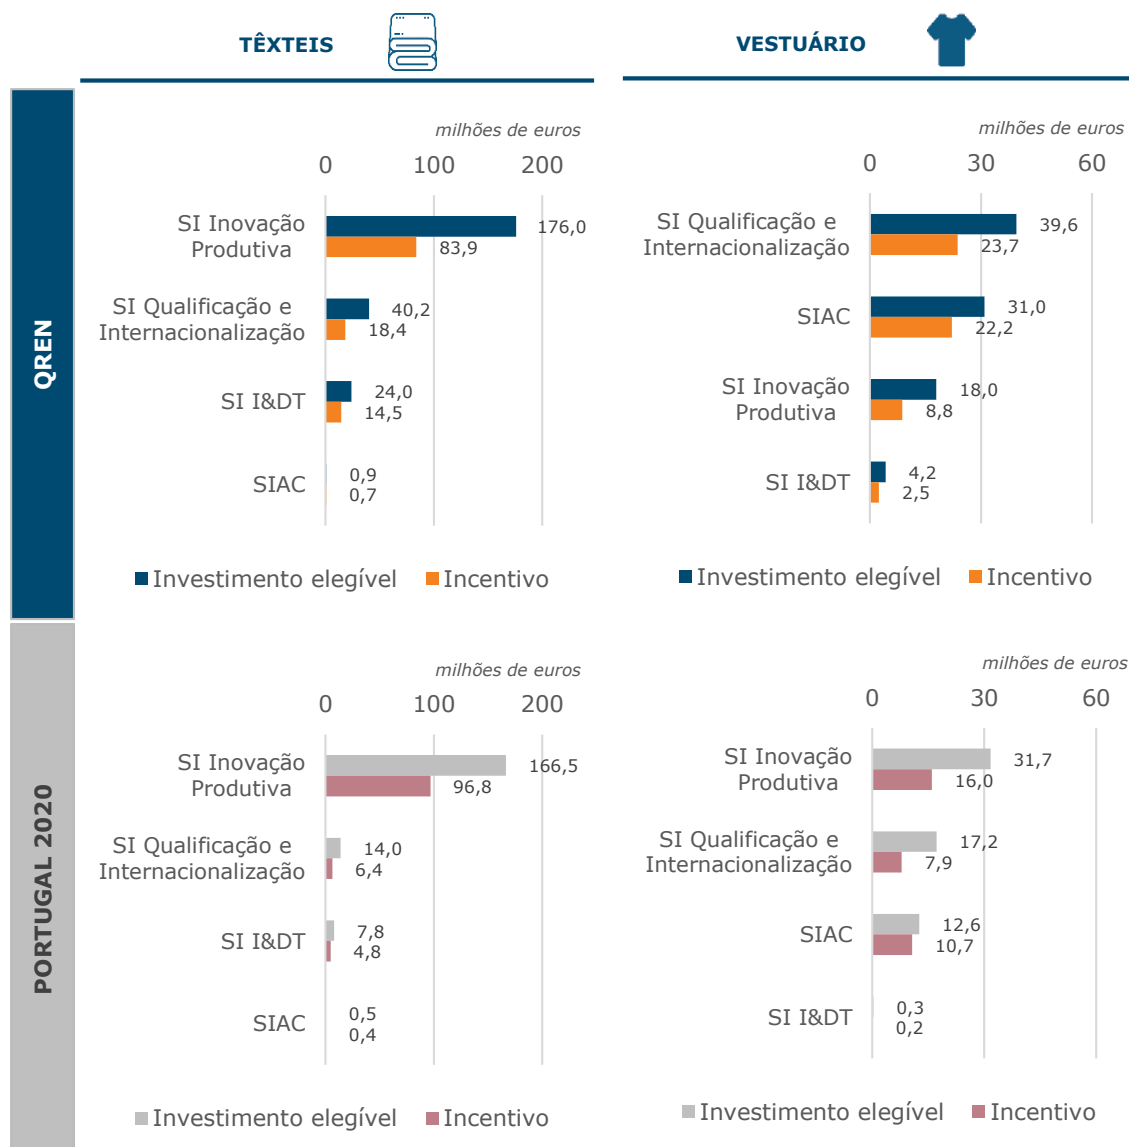 TÊXTEIS
VESTUÁRIO
QREN
milhões de euros
0 100 200
SI Inovação
Produtiva
176,0
83,9
SI Qualificação e
Internacionalização
40,2
18,4
SI I&DT
24,0
14,5
SIAC
0,9
0,7
Investimento elegível Incentivo
milhões de euros
0 30 60
SI Qualificação e
Internacionalização
39,6
23,7
SIAC
31,0
22,2
SI Inovação
Produtiva
18,0
8,8
SI I&DT
4,2
2,5
Investimento elegível Incentivo
PORTUGAL 2020
milhões de euros
0 100 200
SI Inovação
Produtiva
166,5
96,8
SI Qualificação e
Internacionalização
14,0
6,4
SI I&DT
7,8
4,8
SIAC
0,5
0,4
Investimento elegível Incentivo
milhões de euros
0 30 60
SI Inovação
Produtiva
31,7
16,0
SI Qualificação e
Internacionalização
17,2
7,9
SIAC
12,6
10,7
SI I&DT
0,3
0,2
Investimento elegível Incentivo